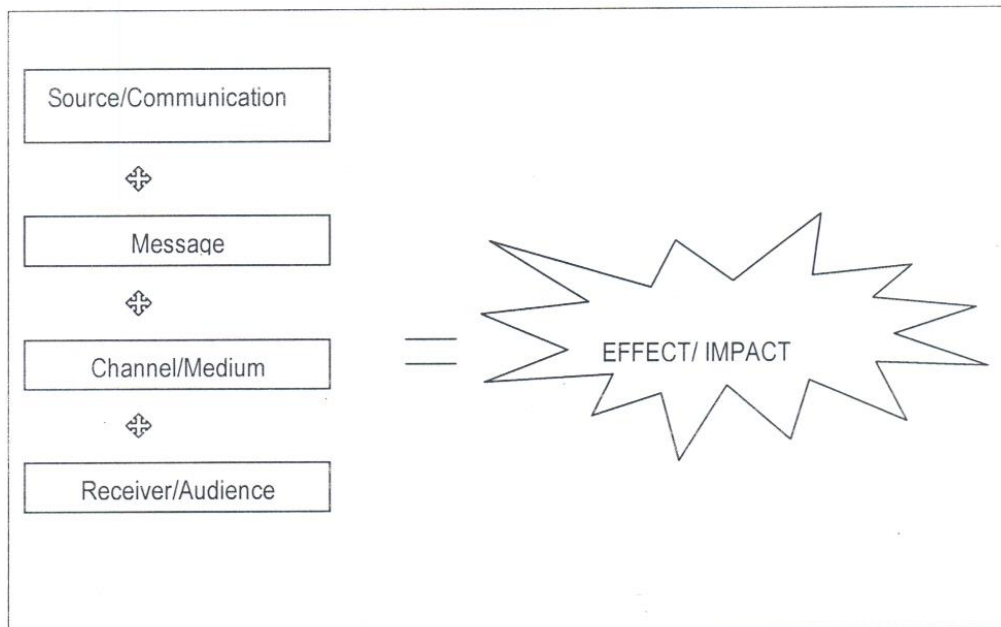 Source/Communication
Message
Channel/Medium
EFFECT/ IMPACT
Receiver/Audience